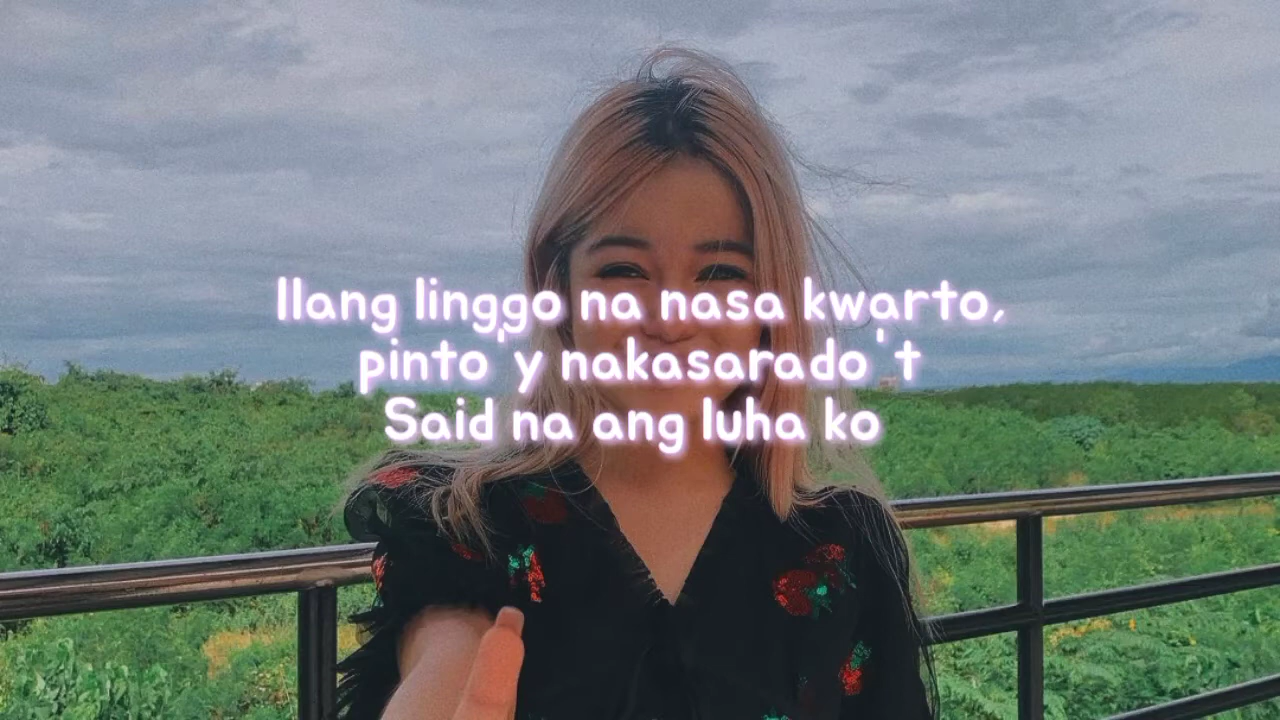 Ilang linggo na nasa kwarto,
pinto'y nakasarado't
Said na ang luha ko